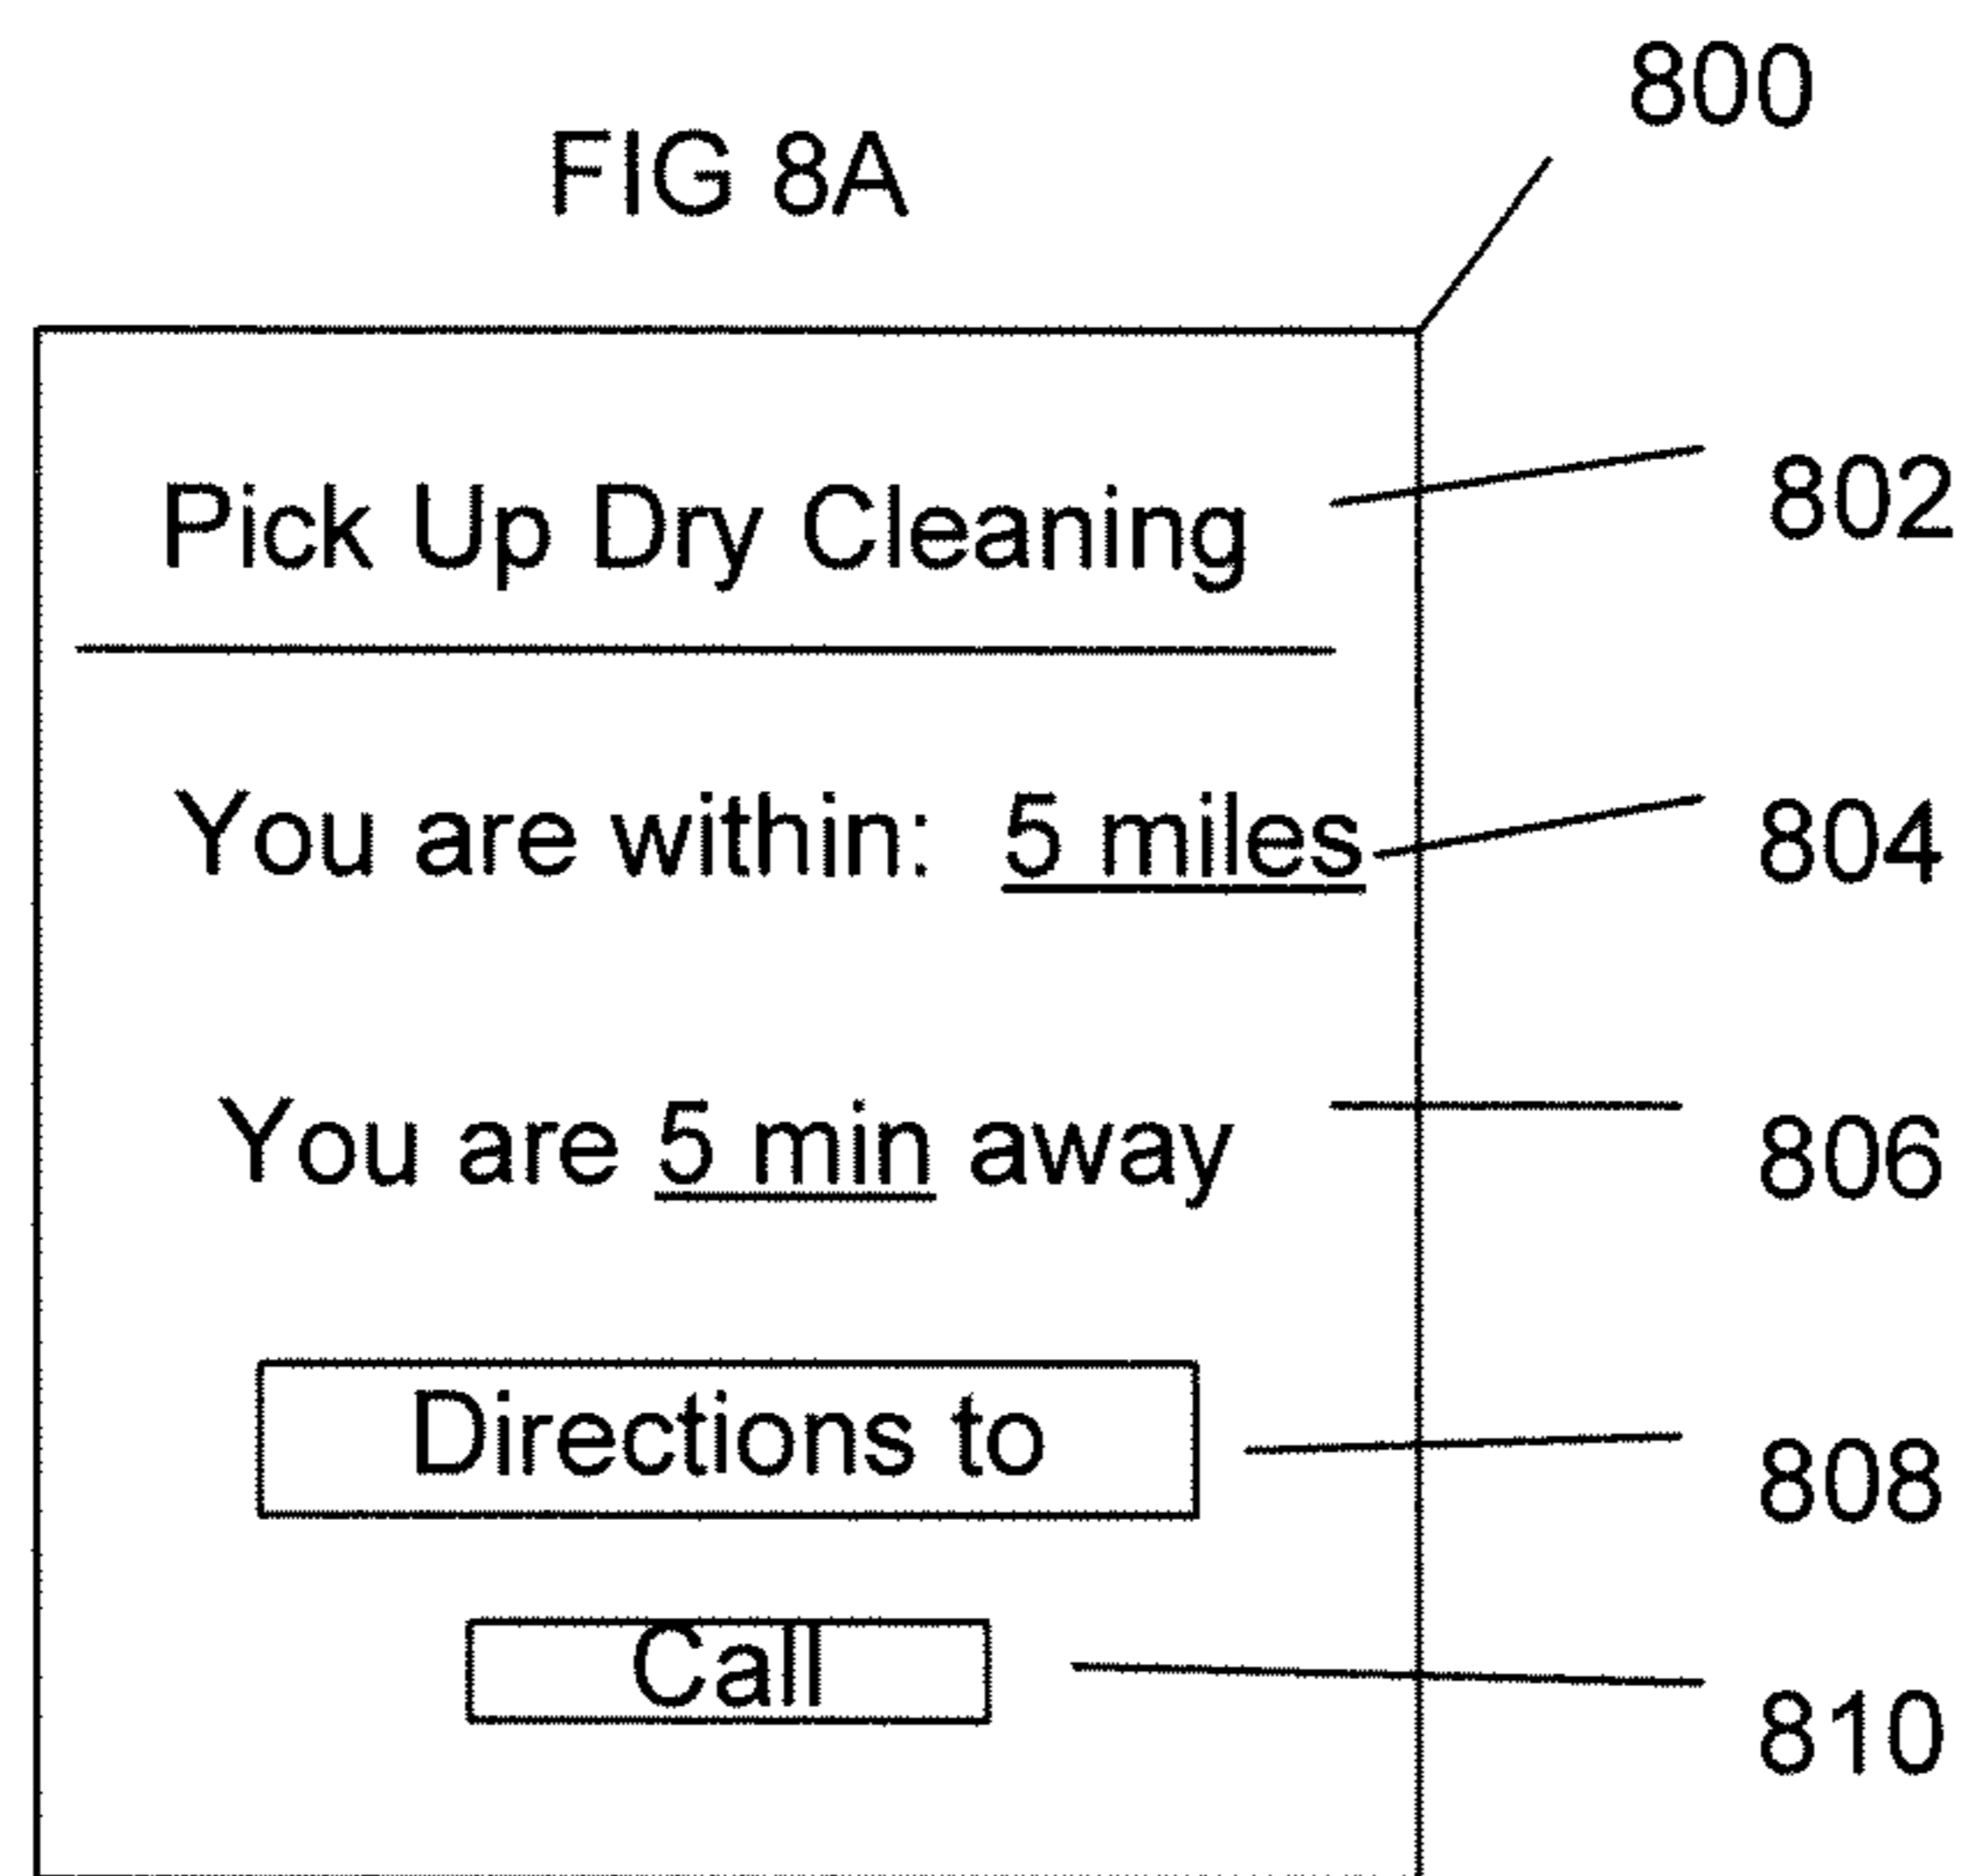 800
FIG 8A
Pick Up Dry Cleaning
802
You are within: 5 miles
804
You are 5 min away
806
Directions to
808
Call
810